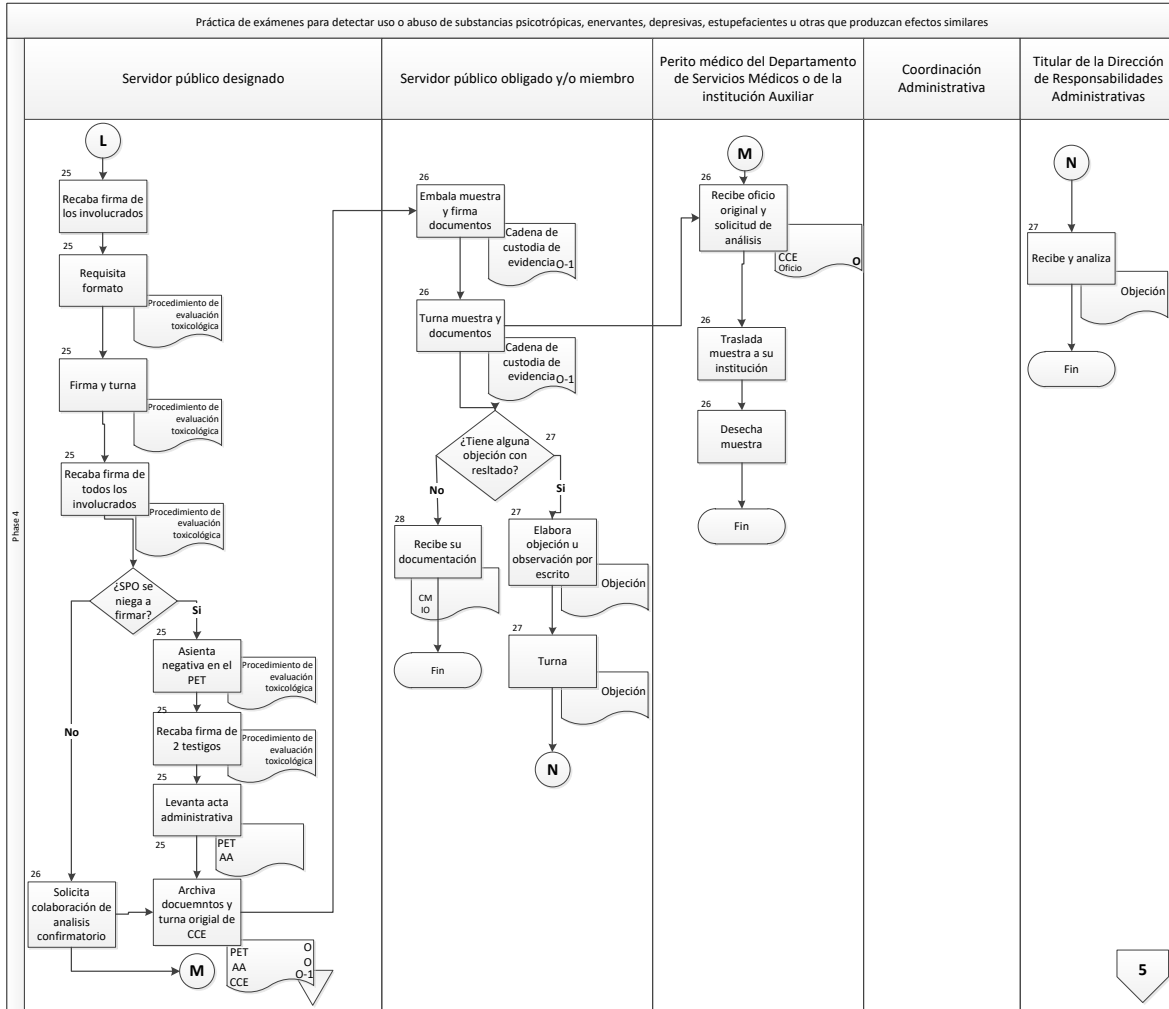 Práctica de exámenes para detectar uso o abuso de substancias psicotrópicas, enervantes, depresivas, estupefacientes u otras que produzcan efectos similares
Servidor público designado
Servidor público obligado y/o miembro
Perito médico del Departamento
de Servicios Médicos o de la
institución Auxiliar
Coordinación
Administrativa
Titular de la Dirección
de Responsabilidades
Administrativas
Phase 4
L
25
Recaba firma de
los involucrados
25
Requisita
formato
Procedimiento de
evaluación
toxicológica
25
Firma y turna
Procedimiento de
evaluación
toxicológica
25
Recaba firma de
todos los
involucrados
Procedimiento de
evaluación
toxicológica
¿SPO se
niega a
firmar?
Si
No
25
Asienta
negativa en el
PET
Procedimiento de
evaluación
toxicológica
25
Recaba firma de
2 testigos
Procedimiento de
evaluación
toxicológica
25
Levanta acta
administrativa
PET
AA
25
Archiva
docuemntos y
turna origial de
CCE
PET O
AA O
CCE O-1
26
Solicita
colaboración de
analisis
confirmatorio
M
26
Embala muestra
y firma
documentos
Cadena de
custodia de
evidencia O-1
26
Turna muestra y
documentos
Cadena de
custodia de
evidencia O-1
27
¿Tiene alguna
objeción con
resltado?
No
Si
28
Recibe su
documentación
CM
IO
Fin
27
Elabora
objeción u
observación por
escrito
Objeción
27
Turna
Objeción
N
M
26
Recibe oficio
original y
solicitud de
análisis
CCE
Oficio
O
26
Traslada
muestra a su
institución
26
Desecha
muestra
Fin
N
27
Recibe y analiza
Objeción
Fin
5